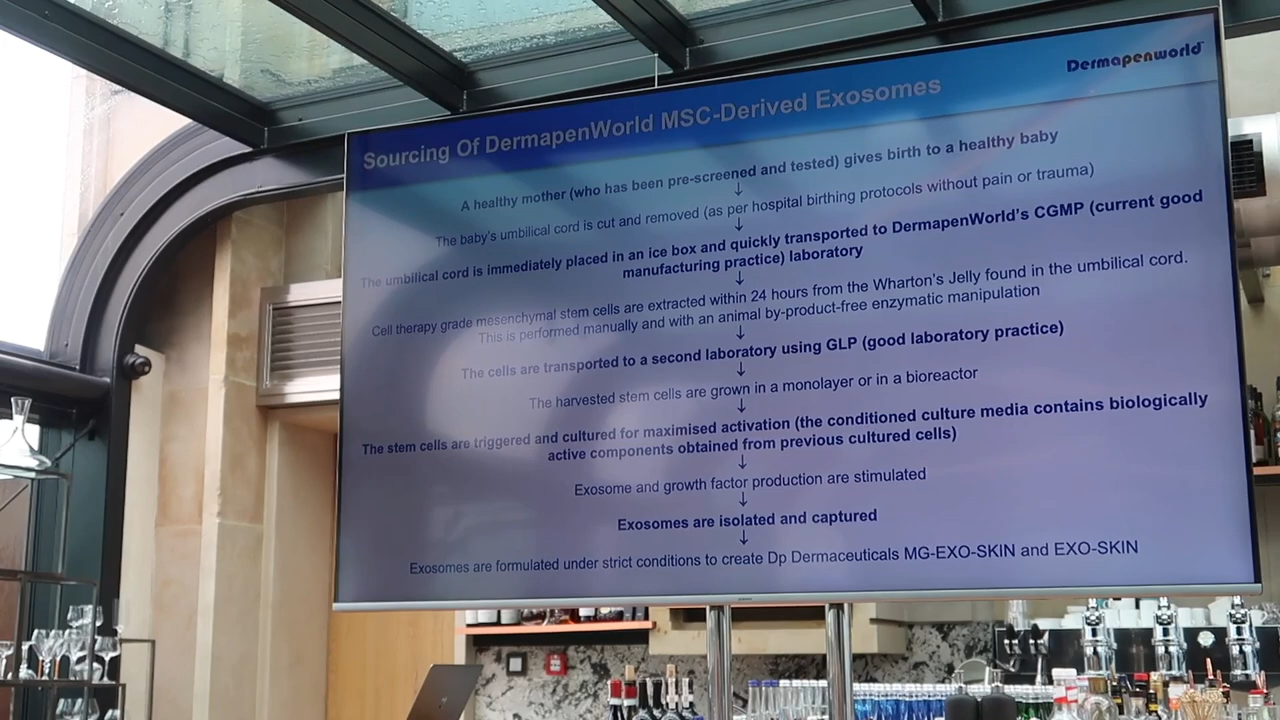 Dermapenworld
Sourcing Of DermapenWorld MSC-Derived Exosomes
A healthy mother (who has been pre-screened and tested) gives birth to a healthy baby
↓
The baby's umbilical cord is cut and removed (as per hospital birthing protocols without pain or trauma)
↓
The umbilical cord is immediately placed in an ice box and quickly transported to DermapenWorld's CGMP (current good
manufacturing practice) laboratory
↓
Cell therapy grade mesenchymal stem cells are extracted within 24 hours from the Wharton's Jelly found in the umbilical cord.
This is performed manually and with an animal by-product-free enzymatic manipulation
↓
The cells are transported to a second laboratory using GLP (good laboratory practice)
↓
The harvested stem cells are grown in a monolayer or in a bioreactor
↓
The stem cells are triggered and cultured for maximised activation (the conditioned culture media contains biologically
active components obtained from previous cultured cells)
↓
Exosome and growth factor production are stimulated
↓
Exosomes are isolated and captured
↓
Exosomes are formulated under strict conditions to create Dp Dermaceuticals MG-EXO-SKIN and EXO-SKIN